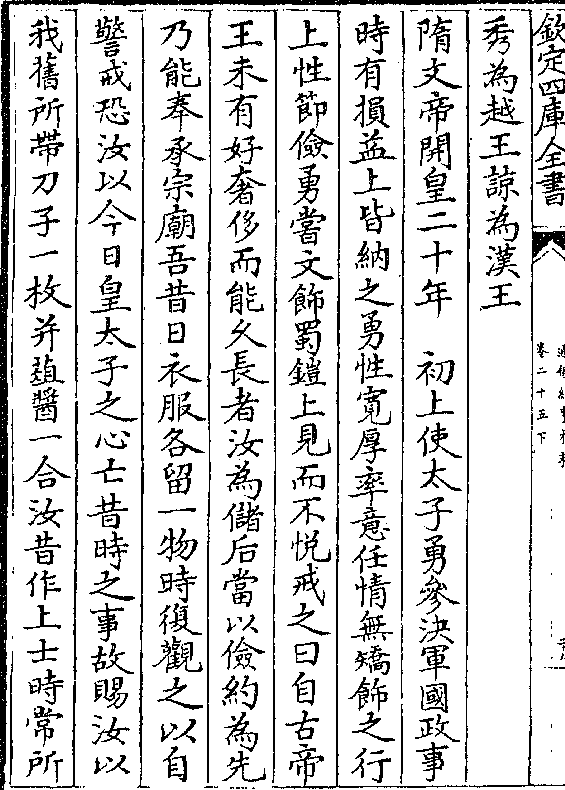 欽定四庫全書
卷二十五下
秀為越王諒為漢王
隋文帝開皇二十年　初上使太子勇參決軍國政事
時有損益上皆納之勇性寛厚率意任情無矯飾之行
上性節儉勇嘗文飾蜀鎧上見而不悦戒之曰自古帝
王未有好奢侈而能久長者汝為儲后當以儉約為先
乃能奉承宗廟吾昔日衣服各留一物時復觀之以自
警戒恐汝以今日皇太子之心忘昔時之事故賜汝以
我舊所帶刀子一枚并葅醬一合汝昔作上士時常所